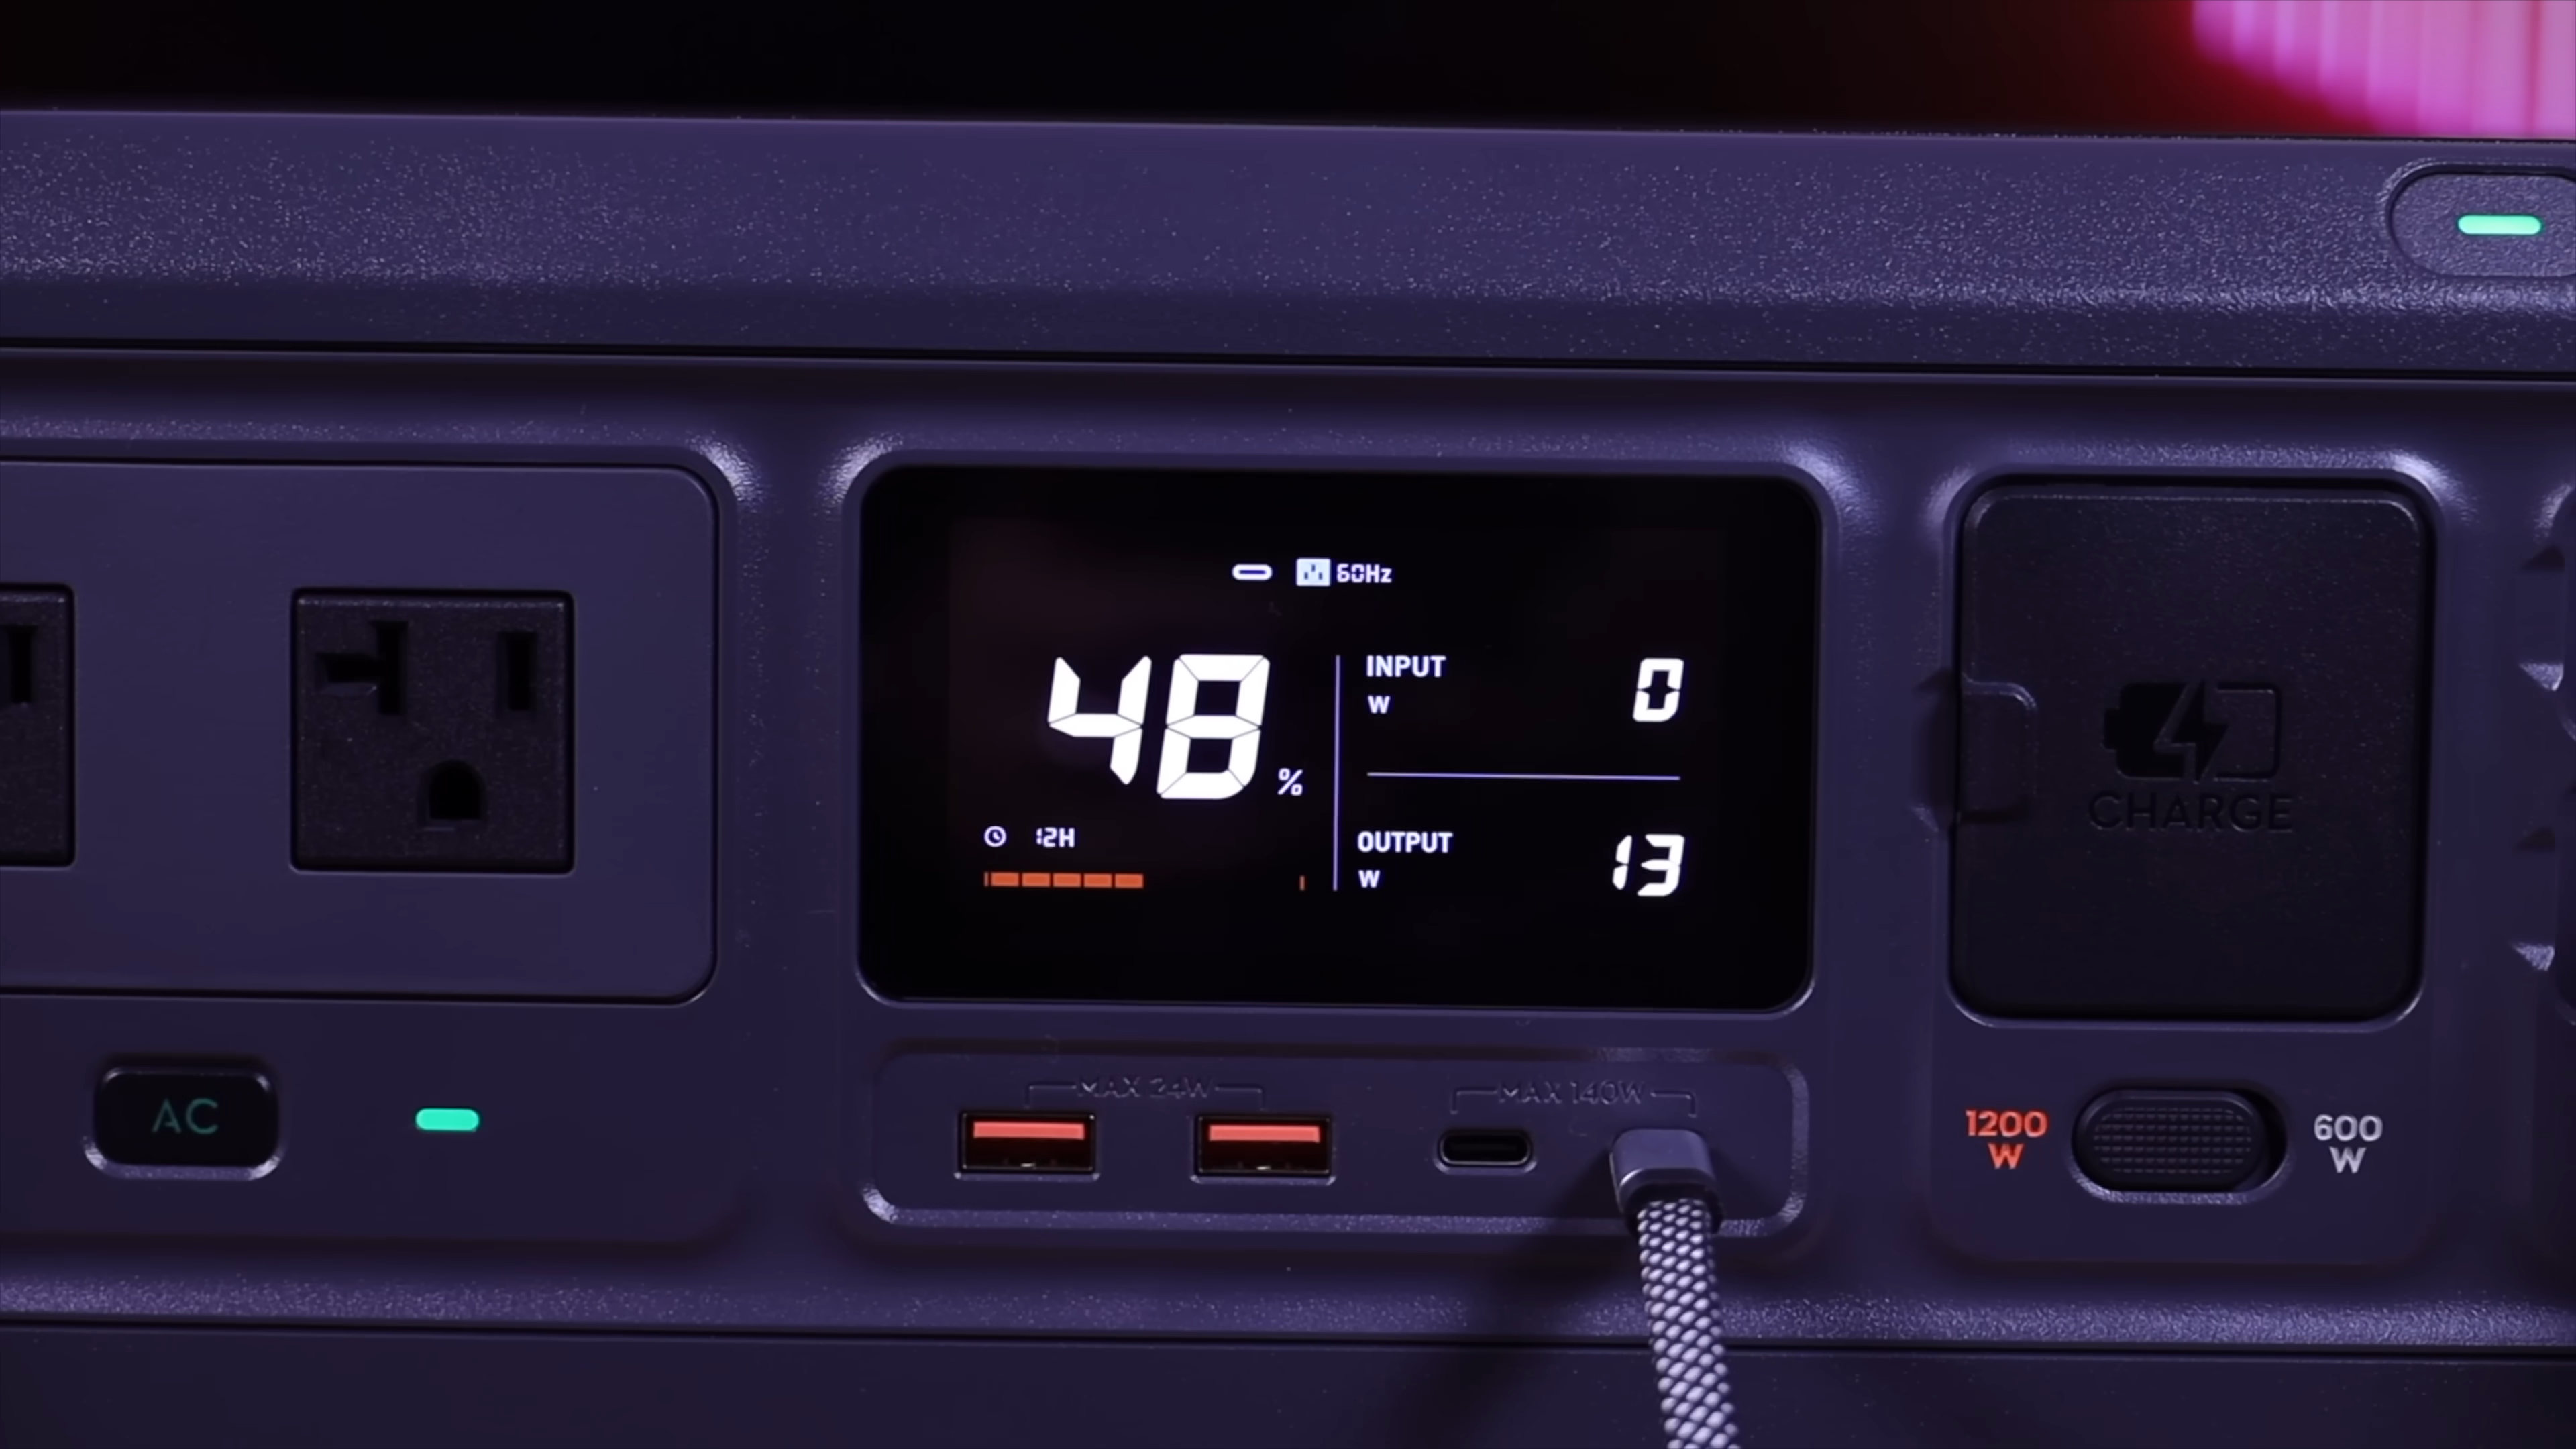 60Hz
48 %
INPUT
W
0
12H
OUTPUT
W
13
CHARGE
AC
MAX 24W
MAX 140W
1200
W
600
W